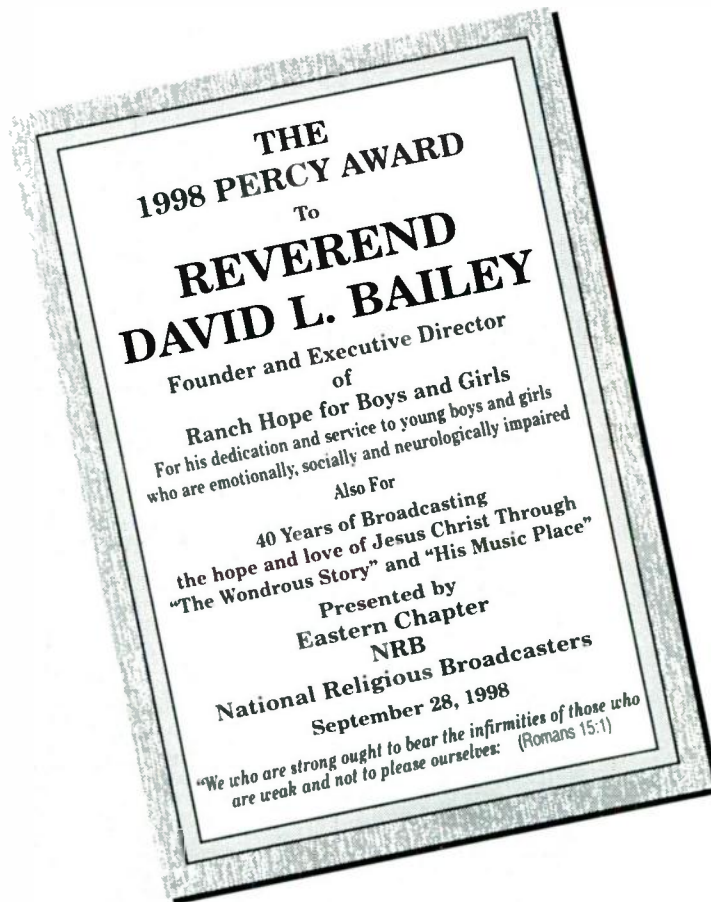 THE
1998 PERCY AWARD
To
REVEREND
DAVID L. BAILEY
Founder and Executive Director
of
Ranch Hope for Boys and Girls
For his dedication and service to young boys and girls
who are emotionally, socially and neurologically impaired
Also For
40 Years of Broadcasting
the hope and love of Jesus Christ Through
“The Wondrous Story” and “His Music Place”
Presented by
Eastern Chapter
NRB
National Religious Broadcasters
September 28, 1998
“We who are strong ought to bear the infirmities of those who
are weak and not to please ourselves: (Romans 15:1)